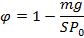 φ = 1 − mg/SP₀